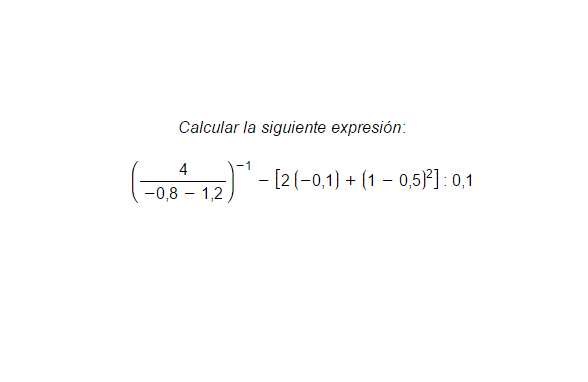 Calcular la siguiente expresión:
(4 / (−0,8 − 1,2))⁻¹ − [2 (−0,1) + (1 − 0,5)²] : 0,1